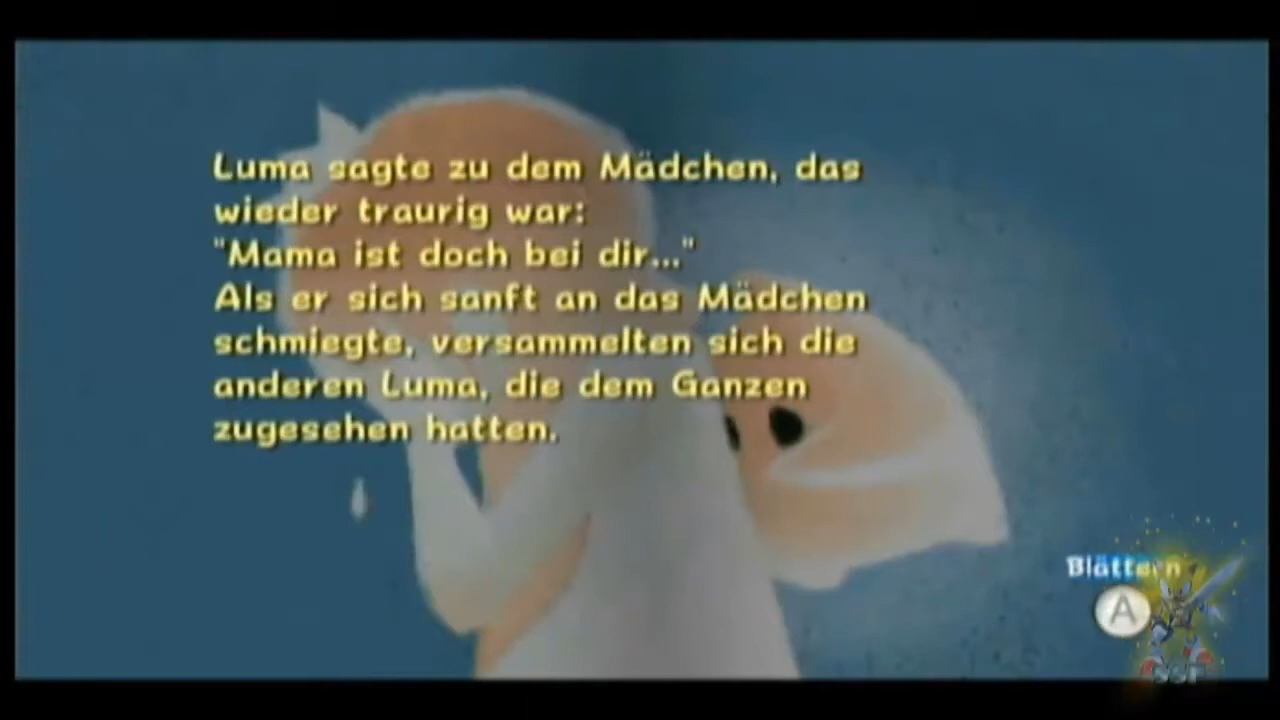 Luma sagte zu dem Mädchen, das
wieder traurig war:
"Mama ist doch bei dir..."
Als er sich sanft an das Mädchen
schmiegte, versammelten sich die
anderen Luma, die dem Ganzen
zugesehen hatten.
Blättern
A